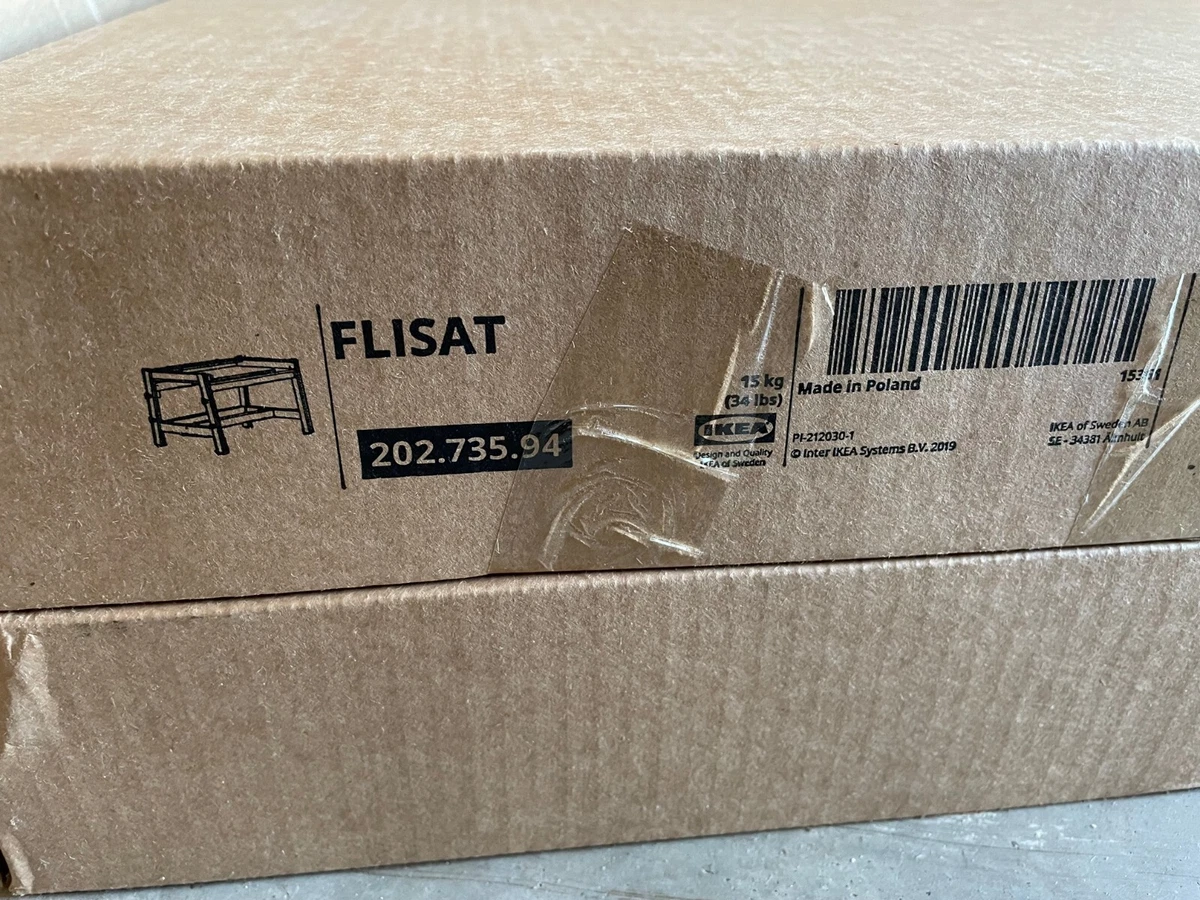 FLISAT
202.735.94
15 kg
(34 lbs)
IKEA
Design and Quality
IKEA of Sweden
Made in Poland
PI-212030-1
© Inter IKEA Systems B.V. 2019
IKEA of Sweden AB
SE - 34381 Älmhult